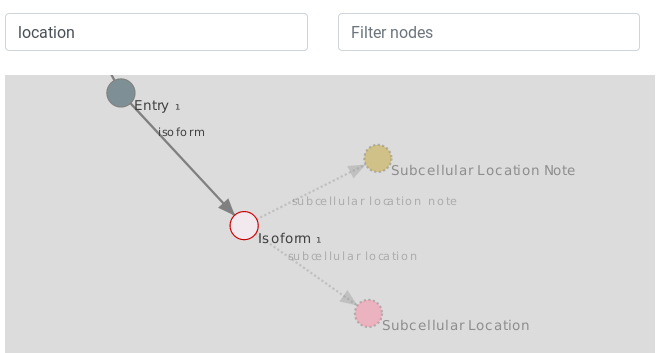 location
Filter nodes
Entry 1
isoform
Subcellular Location Note
subcellular location note
Isoform 1
subcellular location
Subcellular Location